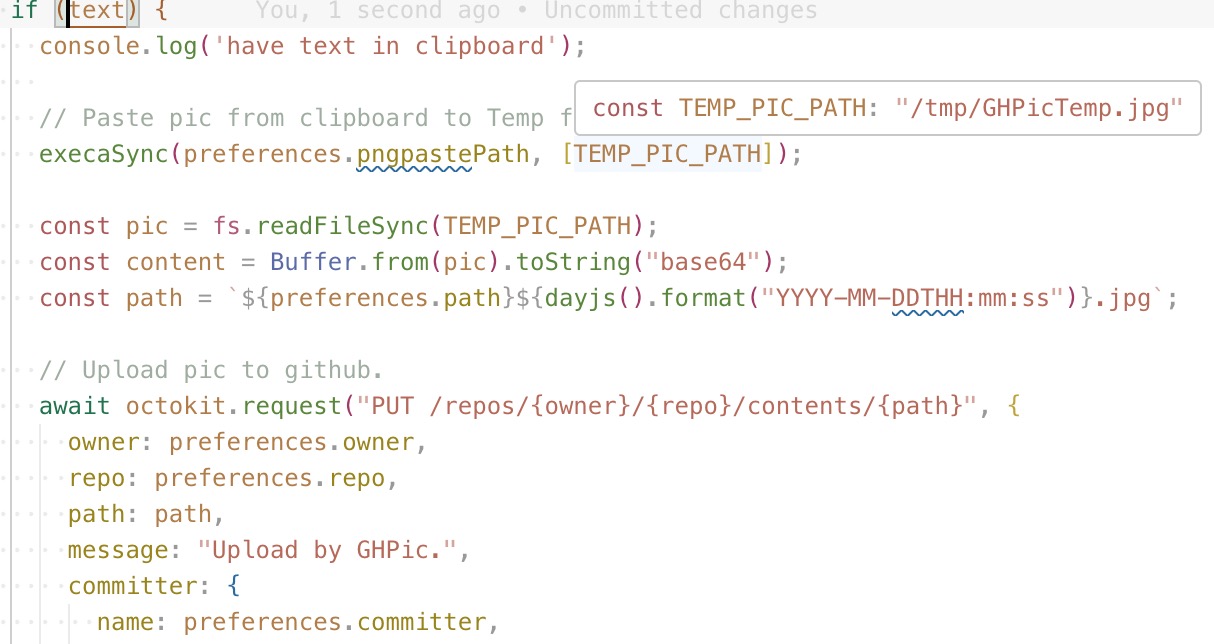 if (text) {      You, 1 second ago • Uncommitted changes
console.log('have text in clipboard');
// Paste pic from clipboard to Temp f
const TEMP_PIC_PATH: "/tmp/GHPicTemp.jpg"
execaSync(preferences.pngpastePath, [TEMP_PIC_PATH]);
const pic = fs.readFileSync(TEMP_PIC_PATH);
const content = Buffer.from(pic).toString("base64");
const path = `${preferences.path}${dayjs().format("YYYY-MM-DDTHH:mm:ss")}.jpg`;
// Upload pic to github.
await octokit.request("PUT /repos/{owner}/{repo}/contents/{path}", {
owner: preferences.owner,
repo: preferences.repo,
path: path,
message: "Upload by GHPic.",
committer: {
name: preferences.committer,